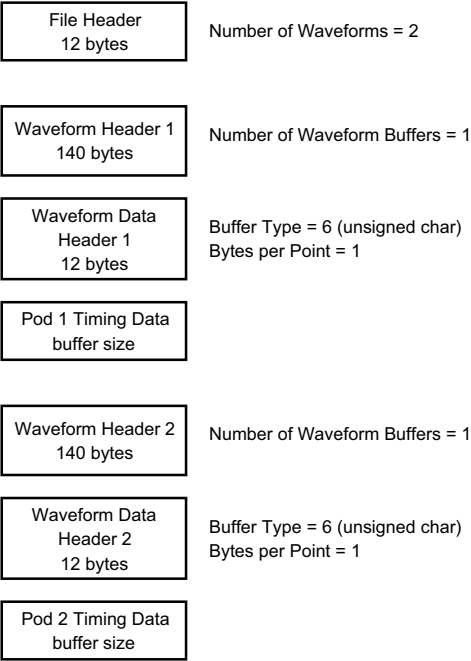 File Header
12 bytes
Number of Waveforms = 2
Waveform Header 1
140 bytes
Number of Waveform Buffers = 1
Waveform Data
Header 1
12 bytes
Buffer Type = 6 (unsigned char)
Bytes per Point = 1
Pod 1 Timing Data
buffer size
Waveform Header 2
140 bytes
Number of Waveform Buffers = 1
Waveform Data
Header 2
12 bytes
Buffer Type = 6 (unsigned char)
Bytes per Point = 1
Pod 2 Timing Data
buffer size